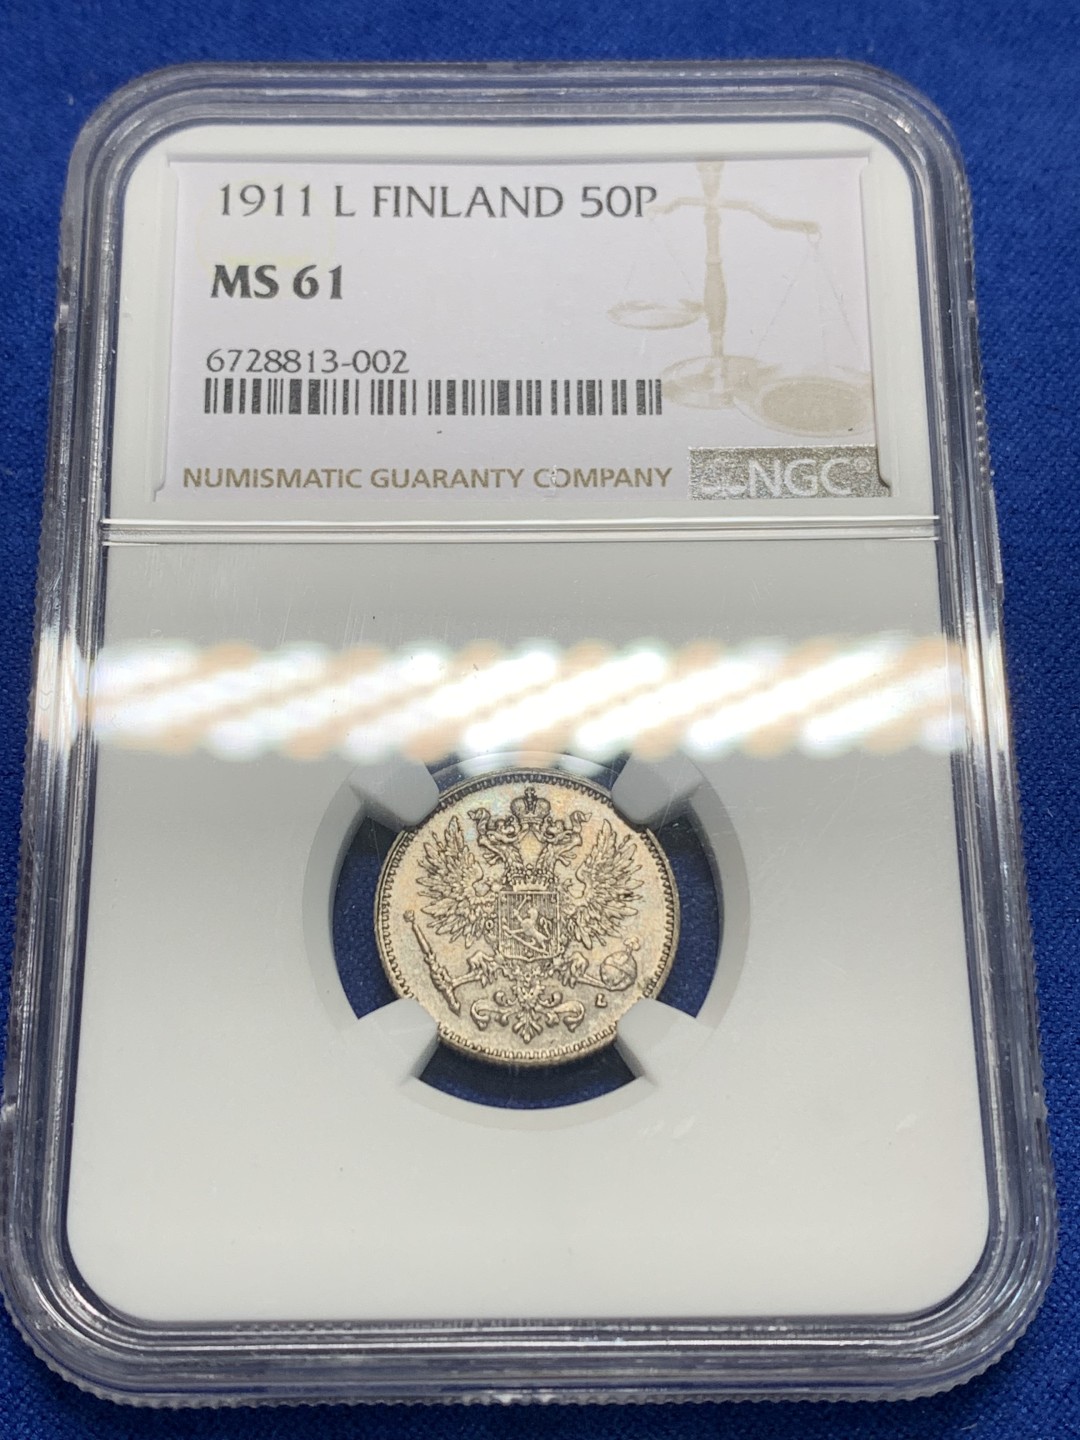 1911 L FINLAND 50P
MS 61
6728813-002
NUMISMATIC GUARANTY COMPANY
NGC®
L